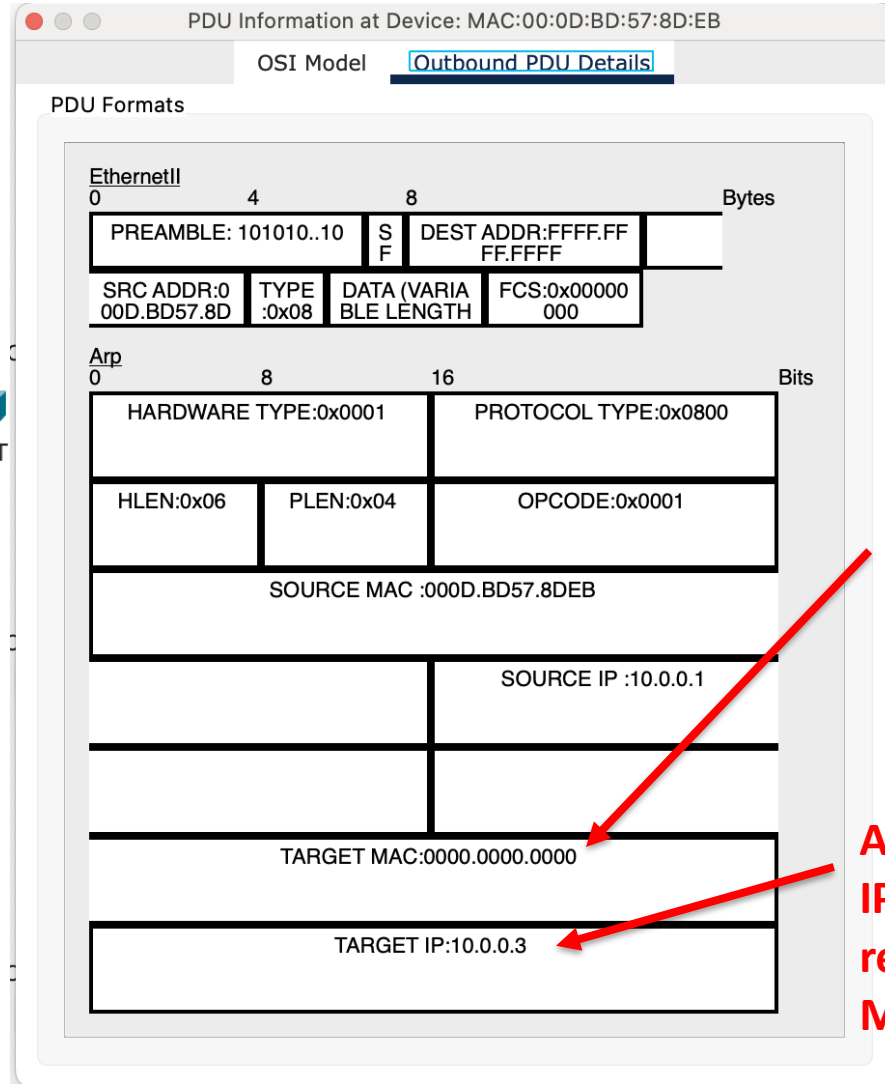 PDU Information at Device: MAC:00:0D:BD:57:8D:EB
OSI Model Outbound PDU Details
PDU Formats
EthernetII
0 4 8 Bytes
PREAMBLE: 101010..10
S
F
DEST ADDR:FFFF.FF
FF.FFFF
SRC ADDR:0
00D.BD57.8D
TYPE
:0x08
DATA (VARIA
BLE LENGTH
FCS:0x00000
000
Arp
0 8 16 Bits
HARDWARE TYPE:0x0001 PROTOCOL TYPE:0x0800
HLEN:0x06 PLEN:0x04 OPCODE:0x0001
SOURCE MAC :000D.BD57.8DEB
SOURCE IP :10.0.0.1
TARGET MAC:0000.0000.0000
TARGET IP:10.0.0.3